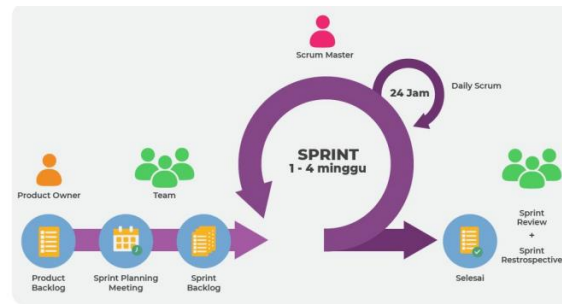 Scrum Master
24 Jam
Daily Scrum
SPRINT
1 - 4 minggu
Product Owner
Team
Product
Backlog
Sprint Planning
Meeting
Sprint
Backlog
Selesai
Sprint
Review
+
Sprint
Restrospective